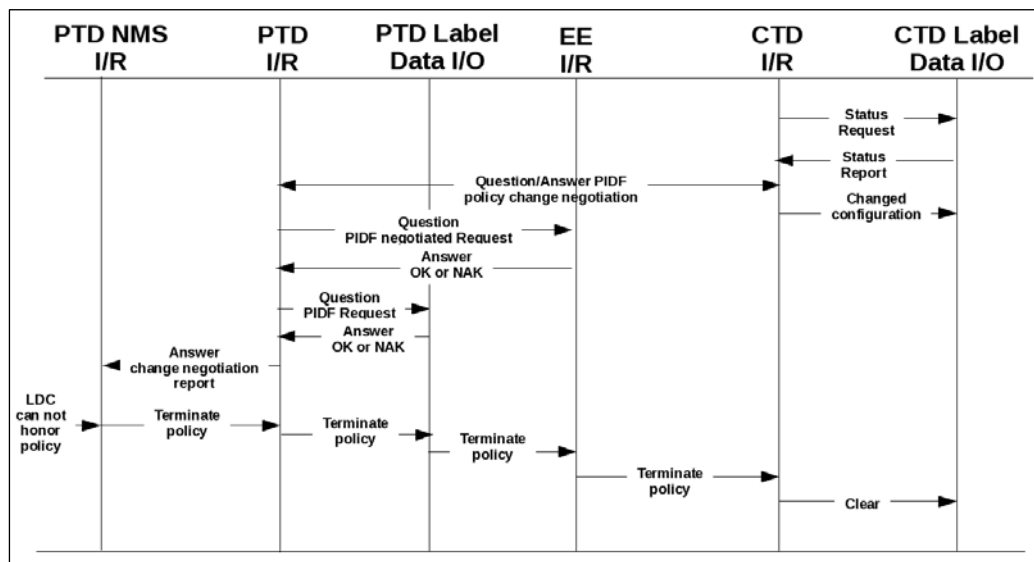 PTD NMS
I/R
PTD
I/R
PTD Label
Data I/O
EE
I/R
CTD
I/R
CTD Label
Data I/O
Status
Request
Status
Report
Question/Answer PIDF
policy change negotiation
Changed
configuration
Question
PIDF negotiated Request
Answer
OK or NAK
Question
PIDF Request
Answer
OK or NAK
Answer
change negotiation
report
LDC
can not
honor
policy
Terminate
policy
Terminate
policy
Terminate
policy
Terminate
policy
Clear